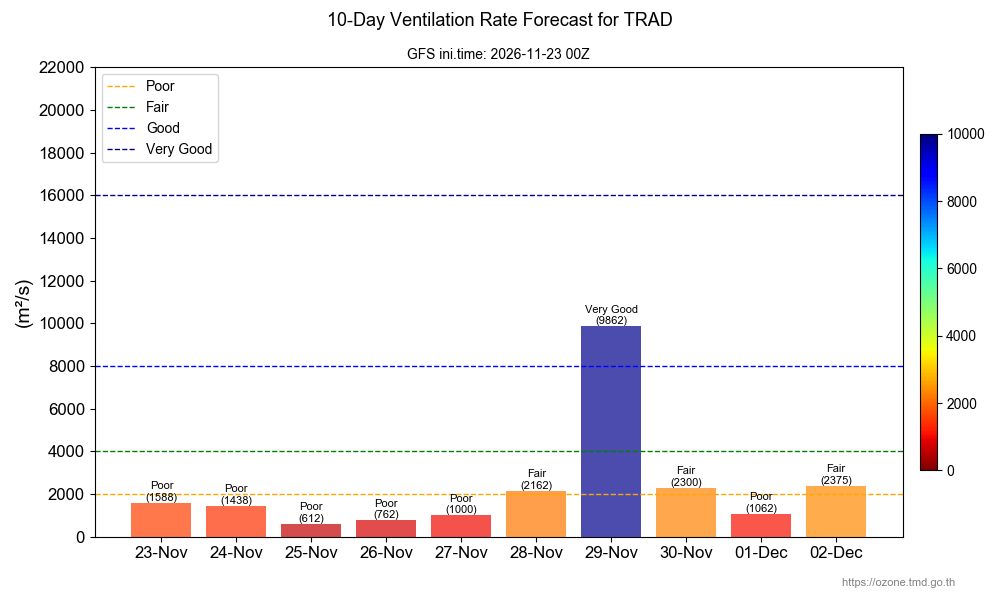 10-Day Ventilation Rate Forecast for TRAD
GFS ini.time: 2026-11-23 00Z
(m²/s)
22000
20000
18000
16000
14000
12000
10000
8000
6000
4000
2000
0
Poor
Fair
Good
Very Good
Poor
(1588)
Poor
(1438)
Poor
(612)
Poor
(762)
Poor
(1000)
Fair
(2162)
Very Good
(9862)
Fair
(2300)
Poor
(1062)
Fair
(2375)
23-Nov
24-Nov
25-Nov
26-Nov
27-Nov
28-Nov
29-Nov
30-Nov
01-Dec
02-Dec
10000
8000
6000
4000
2000
0
https://ozone.tmd.go.th